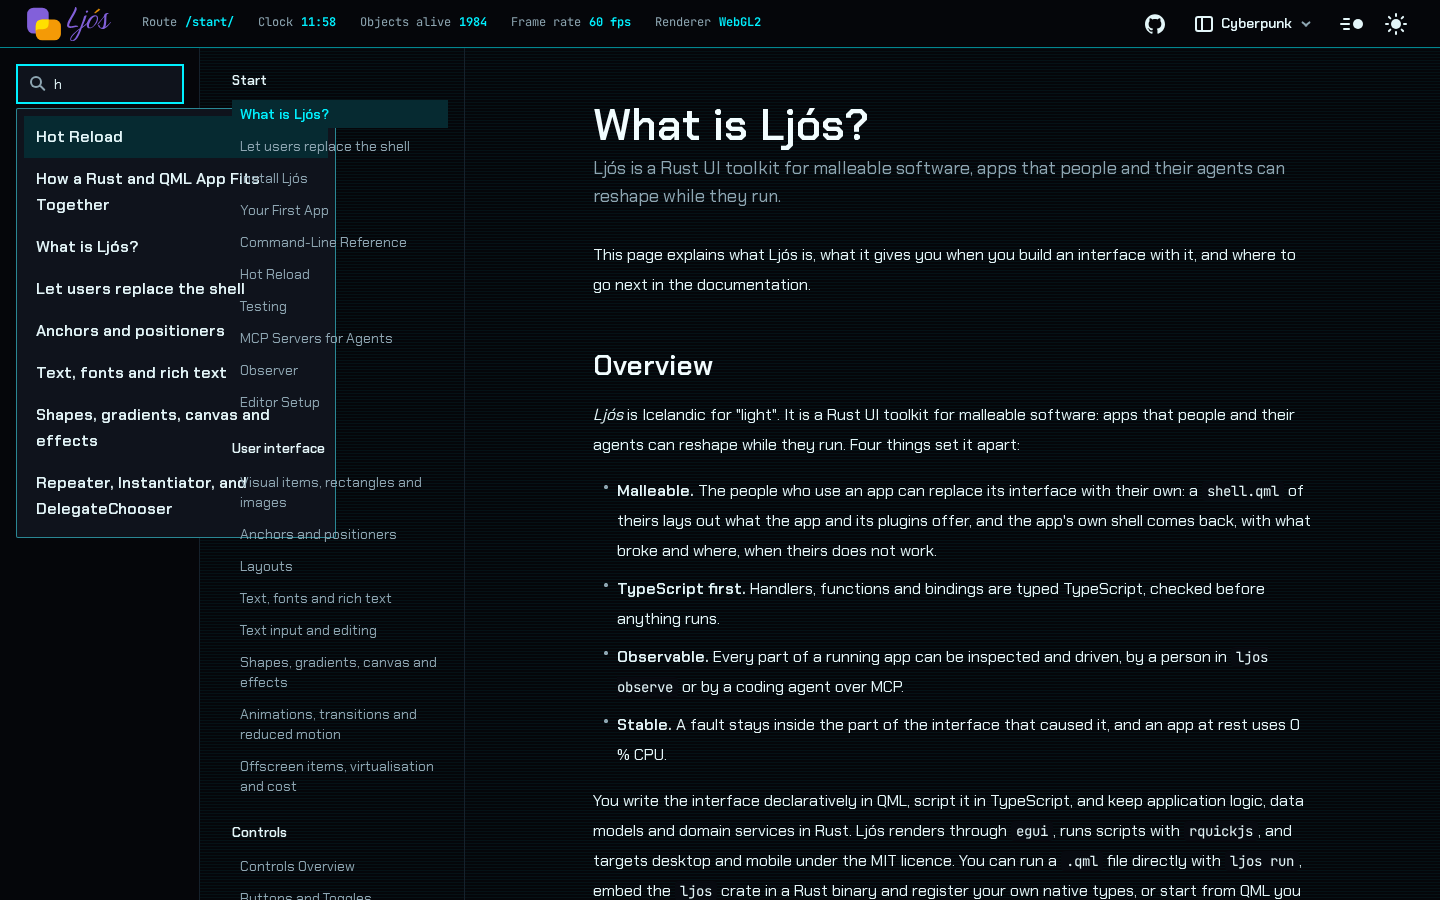 Ljós
Route /start/
Clock 11:58
Objects alive 1984
Frame rate 60 fps
Renderer WebGL2
Cyberpunk
h
Hot Reload
How a Rust and QML App Fits
Together
What is Ljós?
Let users replace the shell
Anchors and positioners
Text, fonts and rich text
Shapes, gradients, canvas and
effects
Repeater, Instantiator, and
DelegateChooser
Start
What is Ljós?
Let users replace the shell
Install Ljós
Your First App
Command-Line Reference
Hot Reload
Testing
MCP Servers for Agents
Observer
Editor Setup
User interface
Visual items, rectangles and
images
Anchors and positioners
Layouts
Text, fonts and rich text
Text input and editing
Shapes, gradients, canvas and
effects
Animations, transitions and
reduced motion
Offscreen items, virtualisation
and cost
Controls
Controls Overview
Buttons and Toggles
What is Ljós?
Ljós is a Rust UI toolkit for malleable software, apps that people and their agents can
reshape while they run.
This page explains what Ljós is, what it gives you when you build an interface with it, and where to
go next in the documentation.
Overview
Ljós is Icelandic for "light". It is a Rust UI toolkit for malleable software: apps that people and their
agents can reshape while they run. Four things set it apart:
• Malleable. The people who use an app can replace its interface with their own: a shell.qml of
theirs lays out what the app and its plugins offer, and the app's own shell comes back, with what
broke and where, when theirs does not work.
• TypeScript first. Handlers, functions and bindings are typed TypeScript, checked before
anything runs.
• Observable. Every part of a running app can be inspected and driven, by a person in ljos
observe or by a coding agent over MCP.
• Stable. A fault stays inside the part of the interface that caused it, and an app at rest uses 0
% CPU.
You write the interface declaratively in QML, script it in TypeScript, and keep application logic, data
models and domain services in Rust. Ljós renders through egui, runs scripts with rquickjs, and
targets desktop and mobile under the MIT licence. You can run a .qml file directly with ljos run,
embed the ljos crate in a Rust binary and register your own native types, or start from QML you